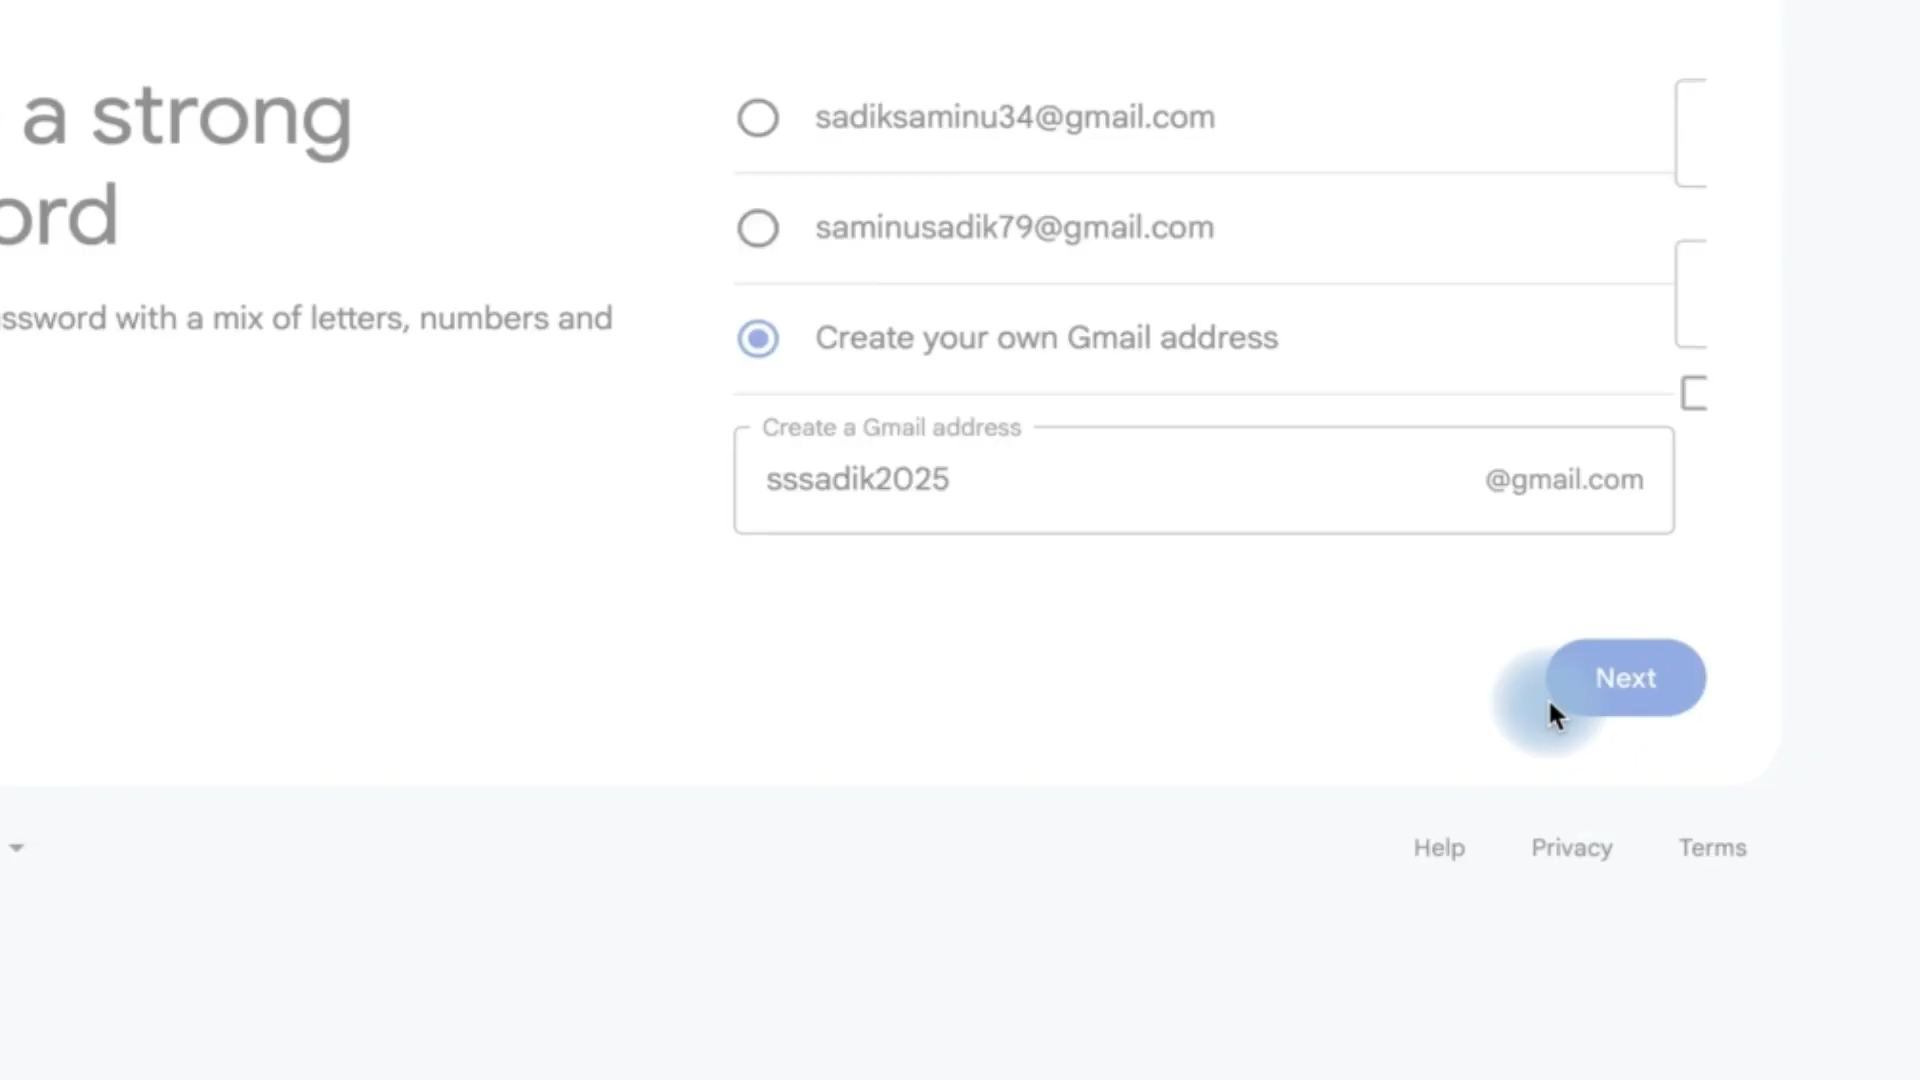 a strong
ord
ssword with a mix of letters, numbers and
sadiksaminu34@gmail.com
saminusadik79@gmail.com
Create your own Gmail address
Create a Gmail address
sssadik2025
@gmail.com
Next
Help
Privacy
Terms